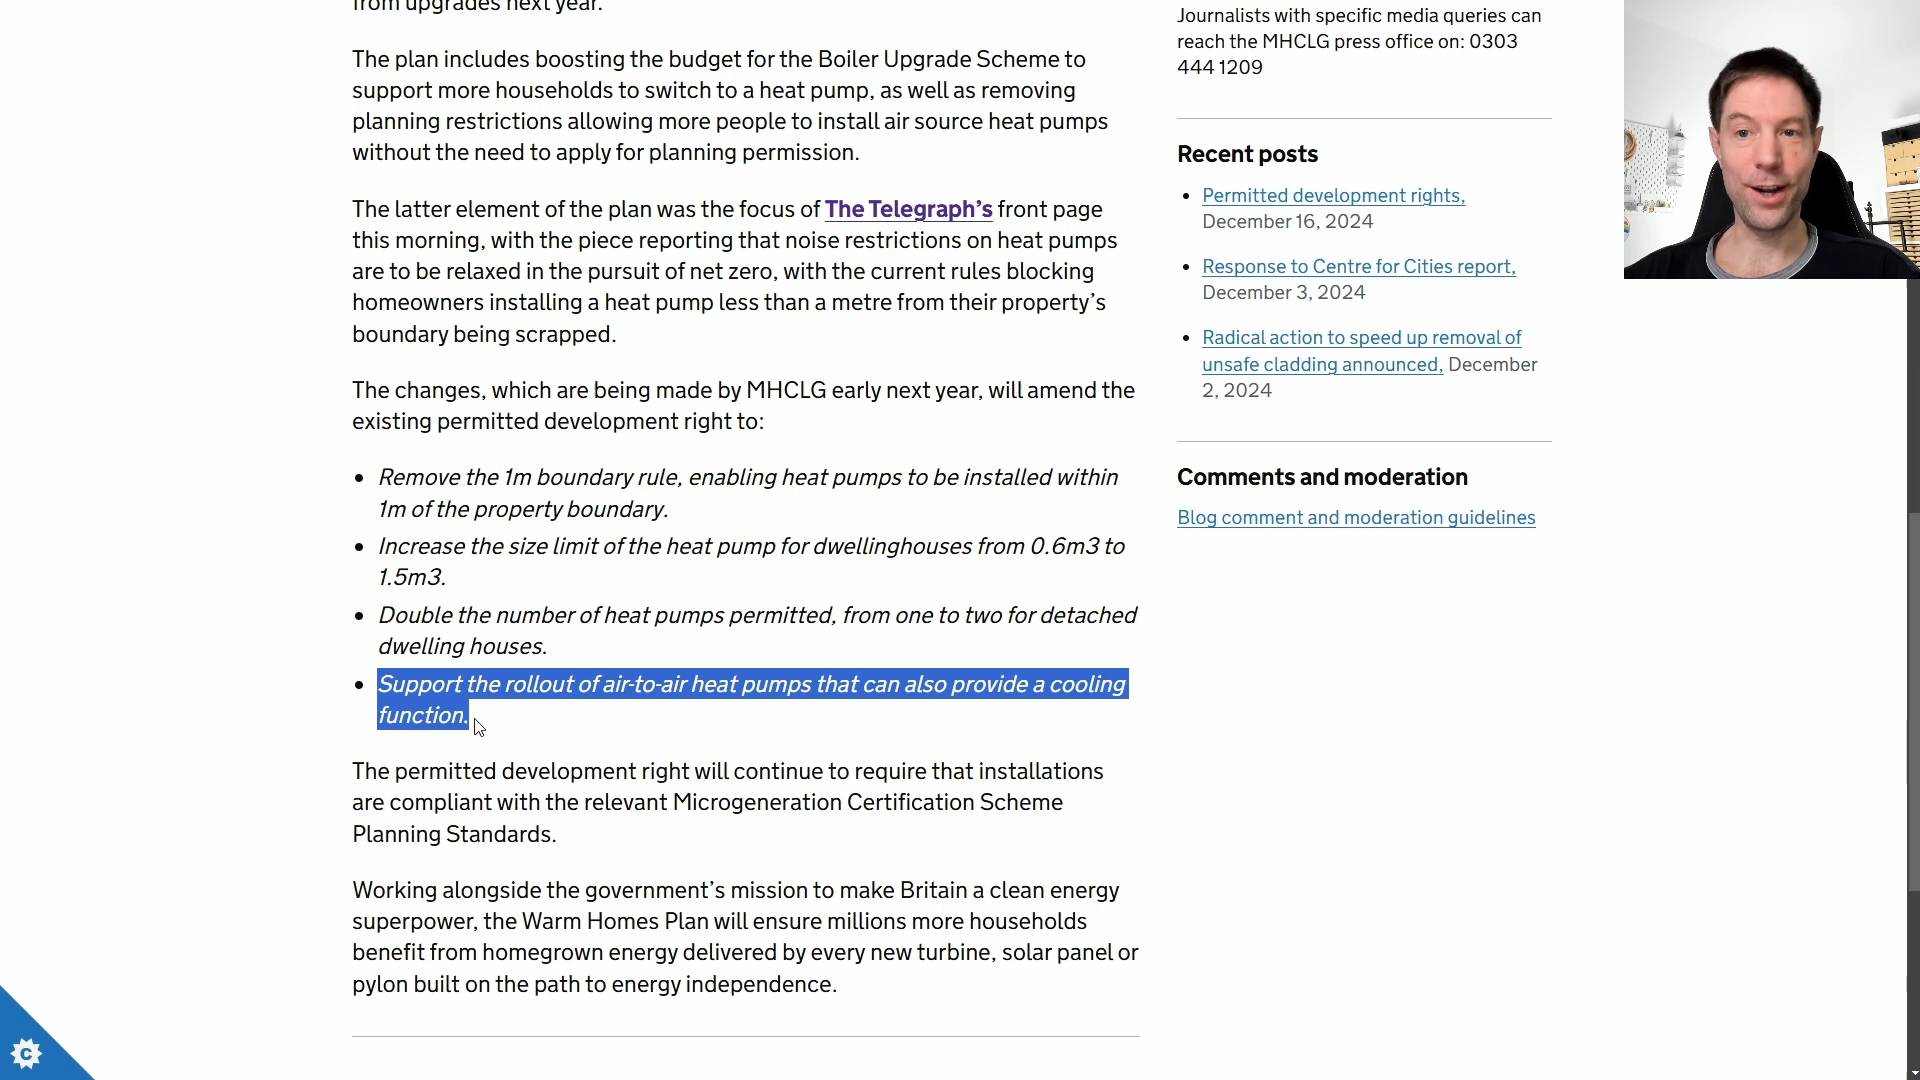 from upgrades next year.
The plan includes boosting the budget for the Boiler Upgrade Scheme to
support more households to switch to a heat pump, as well as removing
planning restrictions allowing more people to install air source heat pumps
without the need to apply for planning permission.
The latter element of the plan was the focus of The Telegraph’s front page
this morning, with the piece reporting that noise restrictions on heat pumps
are to be relaxed in the pursuit of net zero, with the current rules blocking
homeowners installing a heat pump less than a metre from their property’s
boundary being scrapped.
The changes, which are being made by MHCLG early next year, will amend the
existing permitted development right to:
• Remove the 1m boundary rule, enabling heat pumps to be installed within
1m of the property boundary.
• Increase the size limit of the heat pump for dwellinghouses from 0.6m3 to
1.5m3.
• Double the number of heat pumps permitted, from one to two for detached
dwelling houses.
• Support the rollout of air-to-air heat pumps that can also provide a cooling
function.
The permitted development right will continue to require that installations
are compliant with the relevant Microgeneration Certification Scheme
Planning Standards.
Working alongside the government’s mission to make Britain a clean energy
superpower, the Warm Homes Plan will ensure millions more households
benefit from homegrown energy delivered by every new turbine, solar panel or
pylon built on the path to energy independence.
Journalists with specific media queries can
reach the MHCLG press office on: 0303
444 1209
Recent posts
• Permitted development rights,
December 16, 2024
• Response to Centre for Cities report,
December 3, 2024
• Radical action to speed up removal of
unsafe cladding announced, December
2, 2024
Comments and moderation
Blog comment and moderation guidelines
C